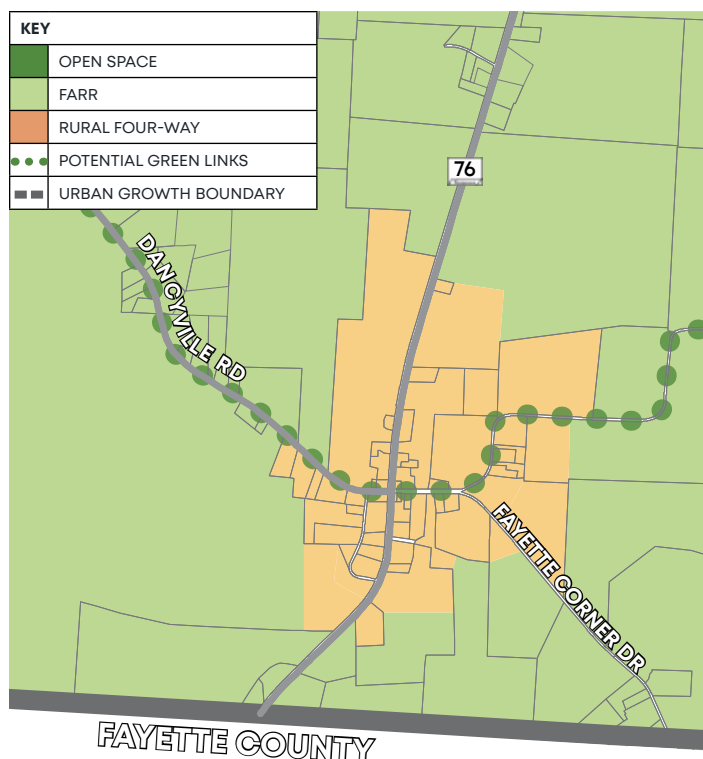 KEY
OPEN SPACE
FARR
RURAL FOUR-WAY
POTENTIAL GREEN LINKS
URBAN GROWTH BOUNDARY
76
DANCYVILLE RD
FAYETTE CORNER DR
FAYETTE COUNTY